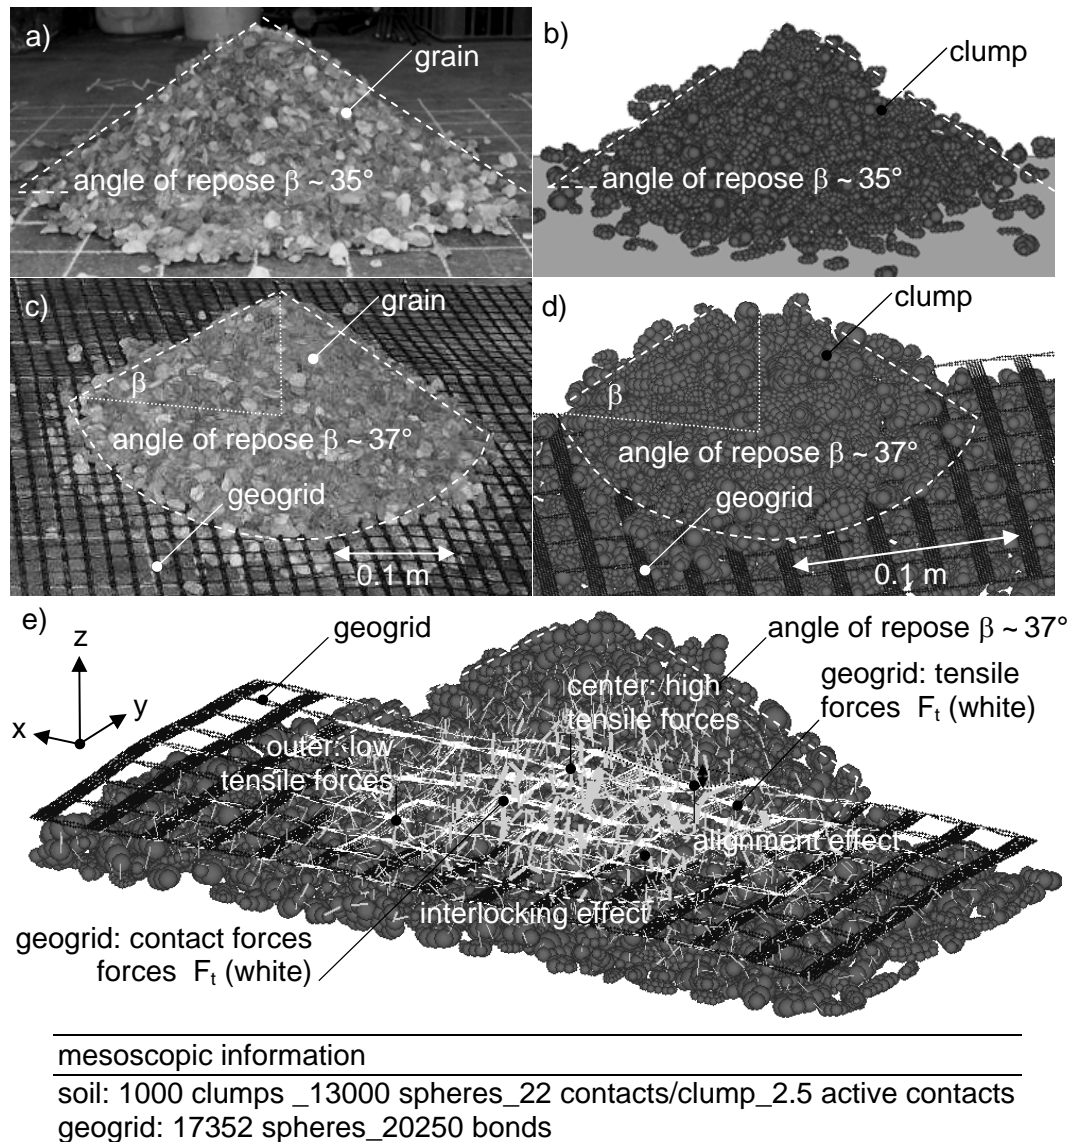 a)
grain
angle of repose β ~ 35°
b)
clump
angle of repose β ~ 35°
c)
grain
β
angle of repose β ~ 37°
geogrid
0.1 m
d)
clump
β
angle of repose β ~ 37°
geogrid
0.1 m
e)
z
y
x
geogrid
angle of repose β ~ 37°
center: high
tensile forces
geogrid: tensile
forces Fₜ (white)
outer: low
tensile forces
alignment effect
interlocking effect
geogrid: contact forces
forces Fₜ (white)
mesoscopic information
soil: 1000 clumps _13000 spheres_22 contacts/clump_2.5 active contacts
geogrid: 17352 spheres_20250 bonds